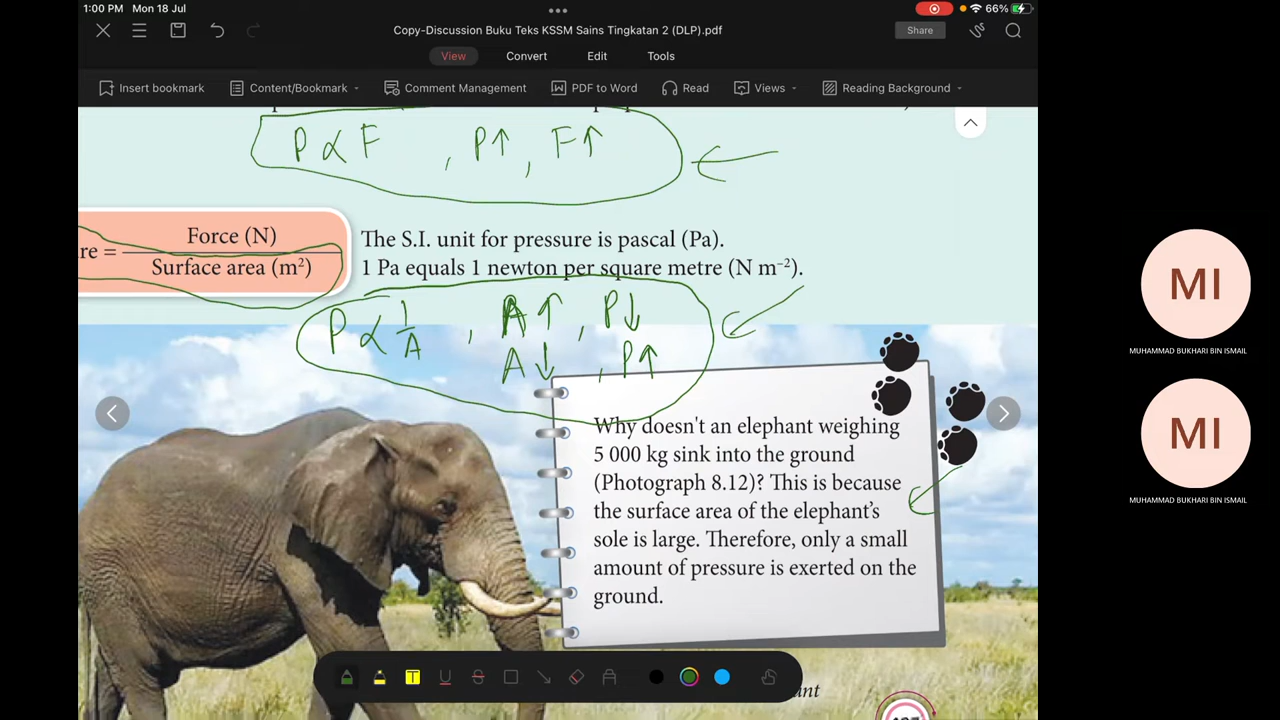 1:00 PM Mon 18 Jul
66%
Copy-Discussion Buku Teks KSSM Sains Tingkatan 2 (DLP).pdf
Share
View Convert Edit Tools
Insert bookmark Content/Bookmark Comment Management PDF to Word Read Views Reading Background
P ∝ F , P↑ , F↑
re = Force (N)
Surface area (m²)
The S.I. unit for pressure is pascal (Pa).
1 Pa equals 1 newton per square metre (N m⁻²).
P ∝ 1/A , A↑ , P↓
A↓ , P↑
Why doesn't an elephant weighing
5 000 kg sink into the ground
(Photograph 8.12)? This is because
the surface area of the elephant's
sole is large. Therefore, only a small
amount of pressure is exerted on the
ground.
T U S
MI
MUHAMMAD BUKHARI BIN ISMAIL
MI
MUHAMMAD BUKHARI BIN ISMAIL